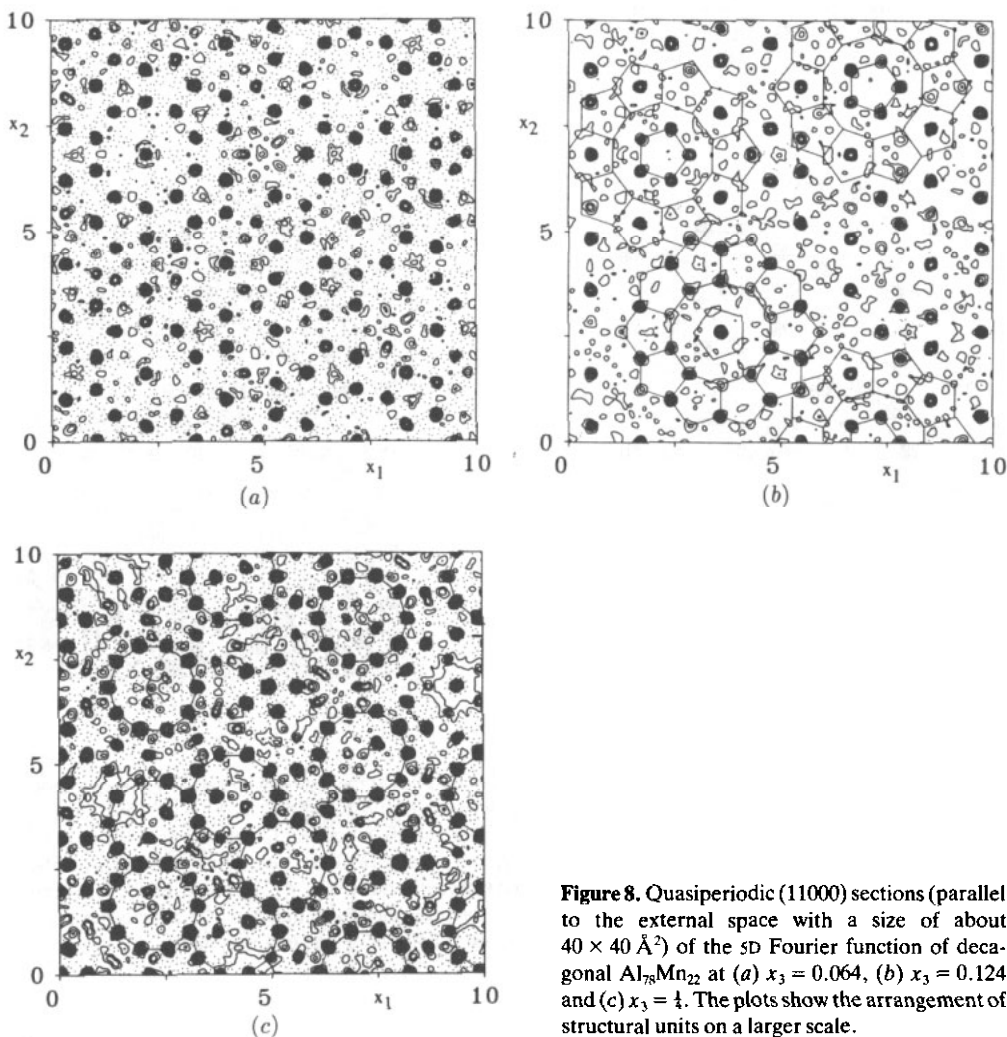 10
x₂
5
0
0
5
x₁
10
(a)
10
x₂
5
0
0
5
x₁
10
(b)
10
x₂
5
0
0
5
x₁
10
(c)
Figure 8. Quasiperiodic (11000) sections (parallel
to the external space with a size of about
40 × 40 Å²) of the 5D Fourier function of deca-
gonal Al₇₈Mn₂₂ at (a) x₃ = 0.064, (b) x₃ = 0.124
and (c) x₃ = ¼. The plots show the arrangement of
structural units on a larger scale.